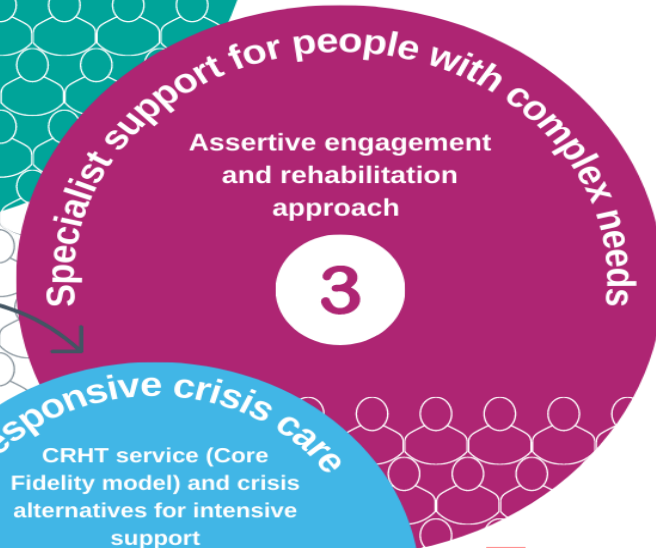 Specialist support for people with complex needs
Assertive engagement
and rehabilitation
approach
3
crisis care
CRHT service (Core
Fidelity model) and crisis
alternatives for intensive
support